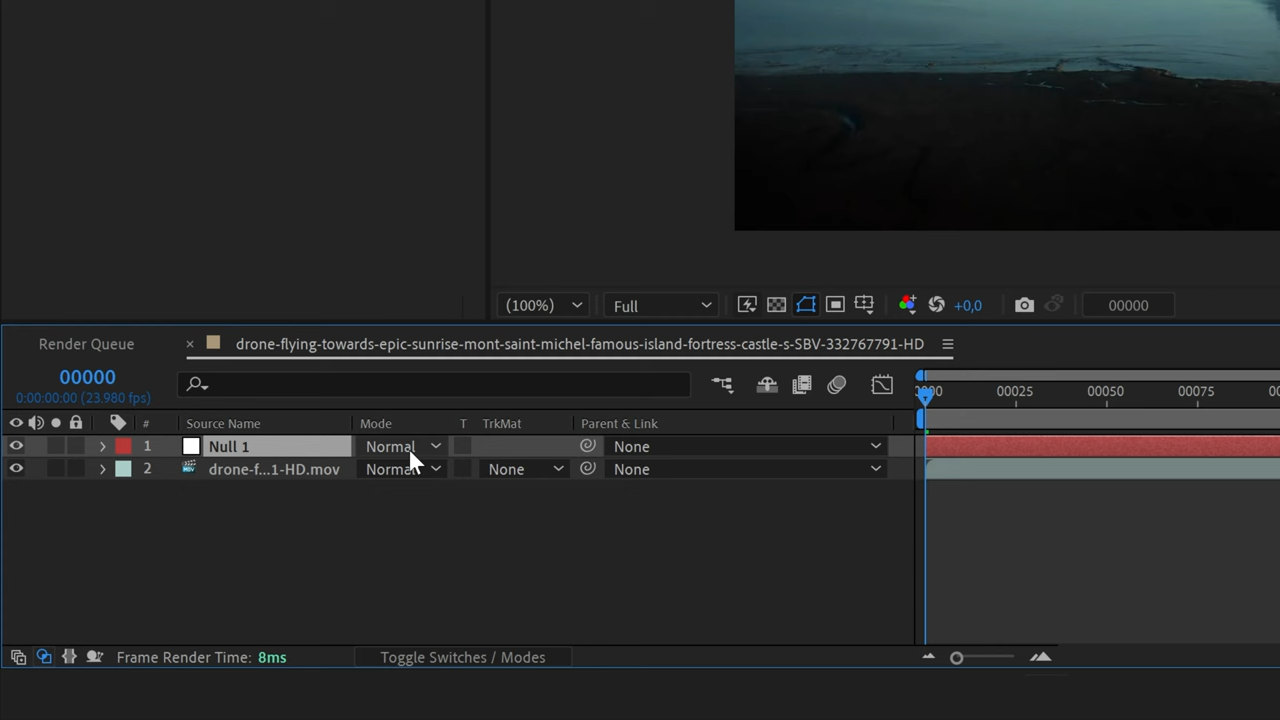 (100%)
Full
+0,0
00000
Render Queue
× drone-flying-towards-epic-sunrise-mont-saint-michel-famous-island-fortress-castle-s-SBV-332767791-HD
00000
0:00:00:00 (23.980 fps)
0000 00025 00050 00075
# Source Name Mode T TrkMat Parent & Link
1 Null 1 Normal None
2 drone-f...1-HD.mov Normal None None
Frame Render Time: 8ms Toggle Switches / Modes